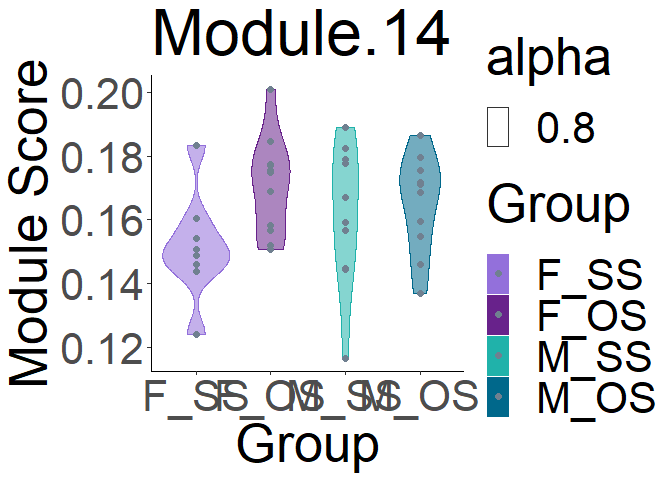 Module.14
Module Score
0.20
0.18
0.16
0.14
0.12
F_SS
F_OS
M_SS
M_OS
Group
alpha
0.8
Group
F_SS
F_OS
M_SS
M_OS